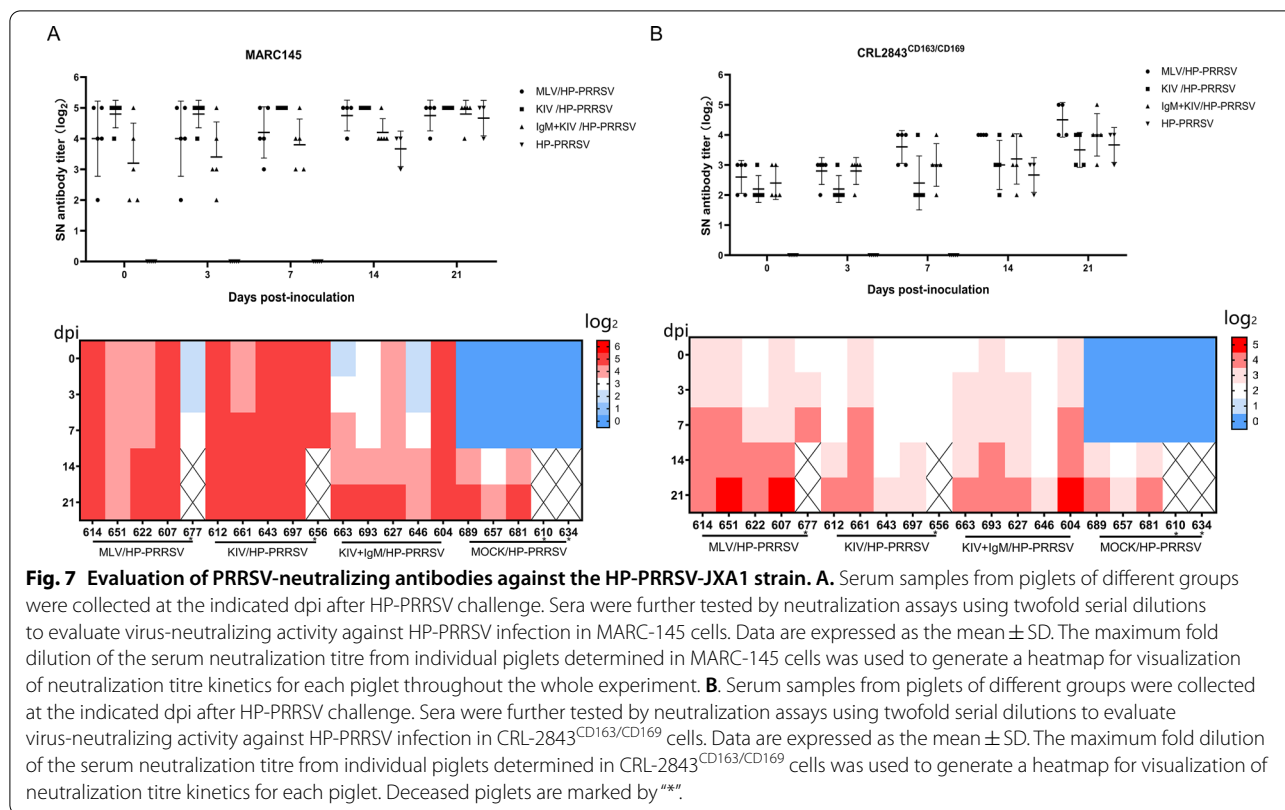 A
MARC145
SN antibody titer (log2)
6
5
4
3
2
1
0
0 3 7 14 21
Days post-inoculation
MLV/HP-PRRSV
KIV /HP-PRRSV
IgM+KIV /HP-PRRSV
HP-PRRSV
B
CRL2843CD163/CD169
SN antibody titer (log2)
6
5
4
3
2
1
0
0 3 7 14 21
Days post-inoculation
MLV/HP-PRRSV
KIV /HP-PRRSV
IgM+KIV/HP-PRRSV
HP-PRRSV
dpi
0
3
7
14
21
614 651 622 607 677 612 661 643 697 656 663 693 627 646 604 689 657 681 610 634
* * * *
MLV/HP-PRRSV KIV/HP-PRRSV KIV+IgM/HP-PRRSV MOCK/HP-PRRSV
log2
6
5
4
3
2
1
0
dpi
0
3
7
14
21
614 651 622 607 677 612 661 643 697 656 663 693 627 646 604 689 657 681 610 634
* * * *
MLV/HP-PRRSV KIV/HP-PRRSV KIV+IgM/HP-PRRSV MOCK/HP-PRRSV
log2
5
4
3
2
1
0
Fig. 7 Evaluation of PRRSV-neutralizing antibodies against the HP-PRRSV-JXA1 strain. A. Serum samples from piglets of different groups
were collected at the indicated dpi after HP-PRRSV challenge. Sera were further tested by neutralization assays using twofold serial dilutions
to evaluate virus-neutralizing activity against HP-PRRSV infection in MARC-145 cells. Data are expressed as the mean ± SD. The maximum fold
dilution of the serum neutralization titre from individual piglets determined in MARC-145 cells was used to generate a heatmap for visualization
of neutralization titre kinetics for each piglet throughout the whole experiment. B. Serum samples from piglets of different groups were collected
at the indicated dpi after HP-PRRSV challenge. Sera were further tested by neutralization assays using twofold serial dilutions to evaluate
virus-neutralizing activity against HP-PRRSV infection in CRL-2843CD163/CD169 cells. Data are expressed as the mean ± SD. The maximum fold dilution
of the serum neutralization titre from individual piglets determined in CRL-2843CD163/CD169 cells was used to generate a heatmap for visualization of
neutralization titre kinetics for each piglet. Deceased piglets are marked by “*”.